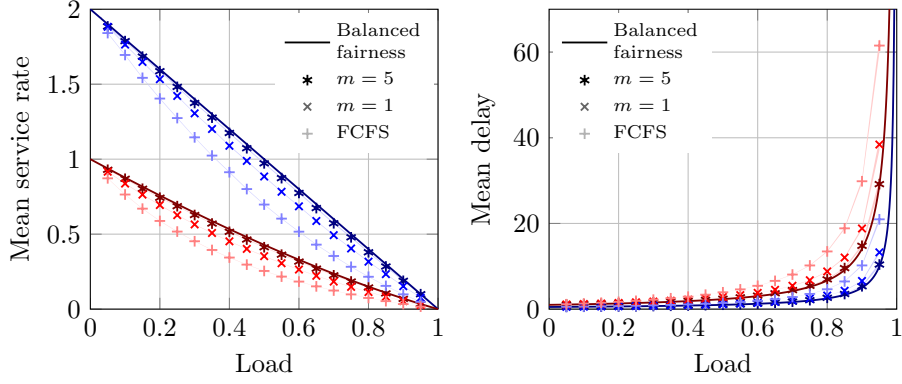 2
1.5
1
0.5
0
0
0.2
0.4
0.6
0.8
1
Load
Mean service rate
Balanced
fairness
m = 5
m = 1
FCFS
60
40
20
0
0
0.2
0.4
0.6
0.8
1
Load
Mean delay
Balanced
fairness
m = 5
m = 1
FCFS